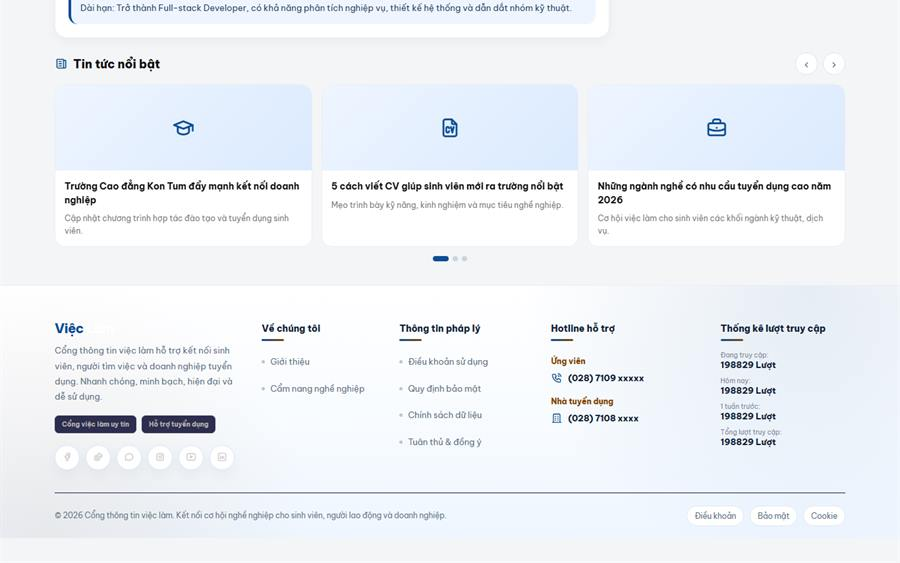 Dài hạn: Trở thành Full-stack Developer, có khả năng phân tích nghiệp vụ, thiết kế hệ thống và dẫn dắt nhóm kỹ thuật.
Tin tức nổi bật
Trường Cao đẳng Kon Tum đẩy mạnh kết nối doanh
nghiệp
Cập nhật chương trình hợp tác đào tạo và tuyển dụng sinh
viên.
CV
5 cách viết CV giúp sinh viên mới ra trường nổi bật
Mẹo trình bày kỹ năng, kinh nghiệm và mục tiêu nghề nghiệp.
Những ngành nghề có nhu cầu tuyển dụng cao năm
2026
Cơ hội việc làm cho sinh viên các khối ngành kỹ thuật, dịch
vụ.
Việc
Cổng thông tin việc làm hỗ trợ kết nối sinh
viên, người tìm việc và doanh nghiệp tuyển
dụng. Nhanh chóng, minh bạch, hiện đại và
dễ sử dụng.
Cổng việc làm uy tín
Hỗ trợ tuyển dụng
Về chúng tôi
Giới thiệu
Cẩm nang nghề nghiệp
Thông tin pháp lý
Điều khoản sử dụng
Quy định bảo mật
Chính sách dữ liệu
Tuân thủ & đồng ý
Hotline hỗ trợ
Ứng viên
(028) 7109 xxxxx
Nhà tuyển dụng
(028) 7108 xxxx
Thống kê lượt truy cập
Đang truy cập:
198829 Lượt
Hôm nay:
198829 Lượt
1 tuần trước:
198829 Lượt
Tổng lượt truy cập:
198829 Lượt
© 2026 Cổng thông tin việc làm. Kết nối cơ hội nghề nghiệp cho sinh viên, người lao động và doanh nghiệp.
Điều khoản
Bảo mật
Cookie